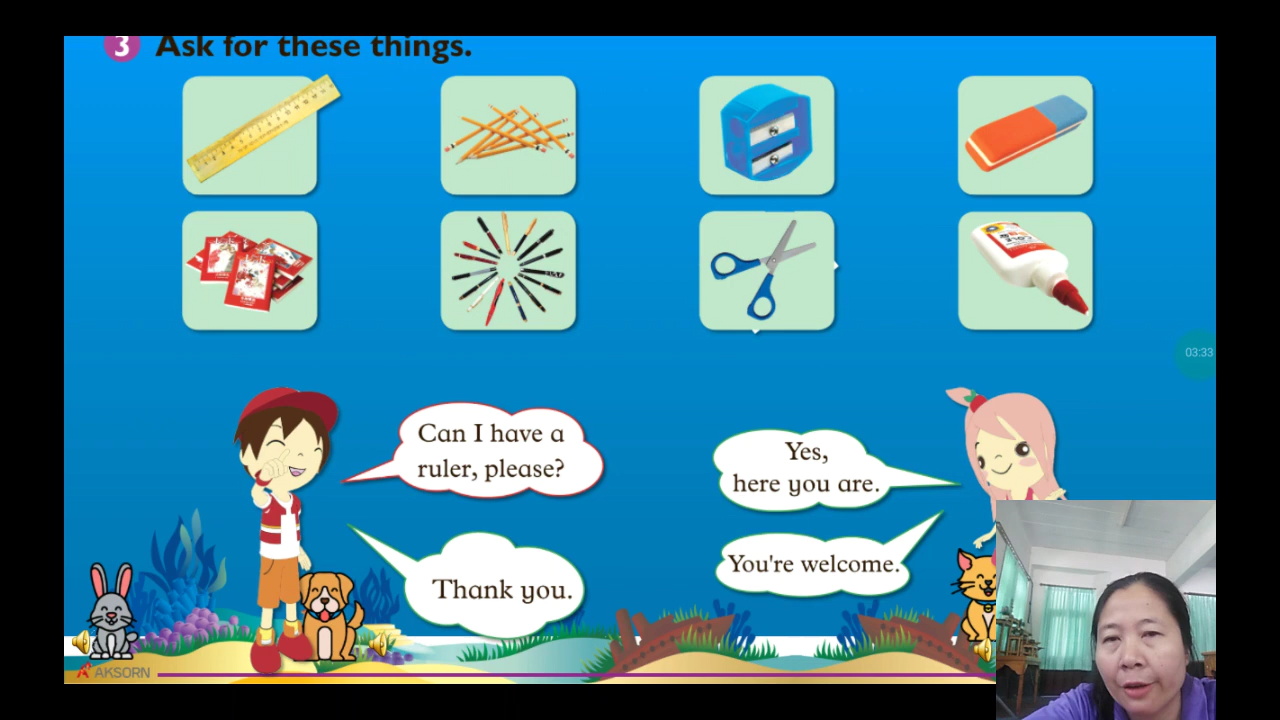 3 Ask for these things.
Can I have a
ruler, please?
Yes,
here you are.
Thank you.
You're welcome.
03:33
AKSORN